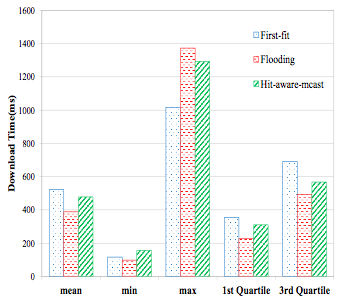 1600
1400
1200
1000
800
600
400
200
0
Download Time(ms)
First-fit
Flooding
Hit-aware-mcast
mean min max 1st Quartile 3rd Quartile